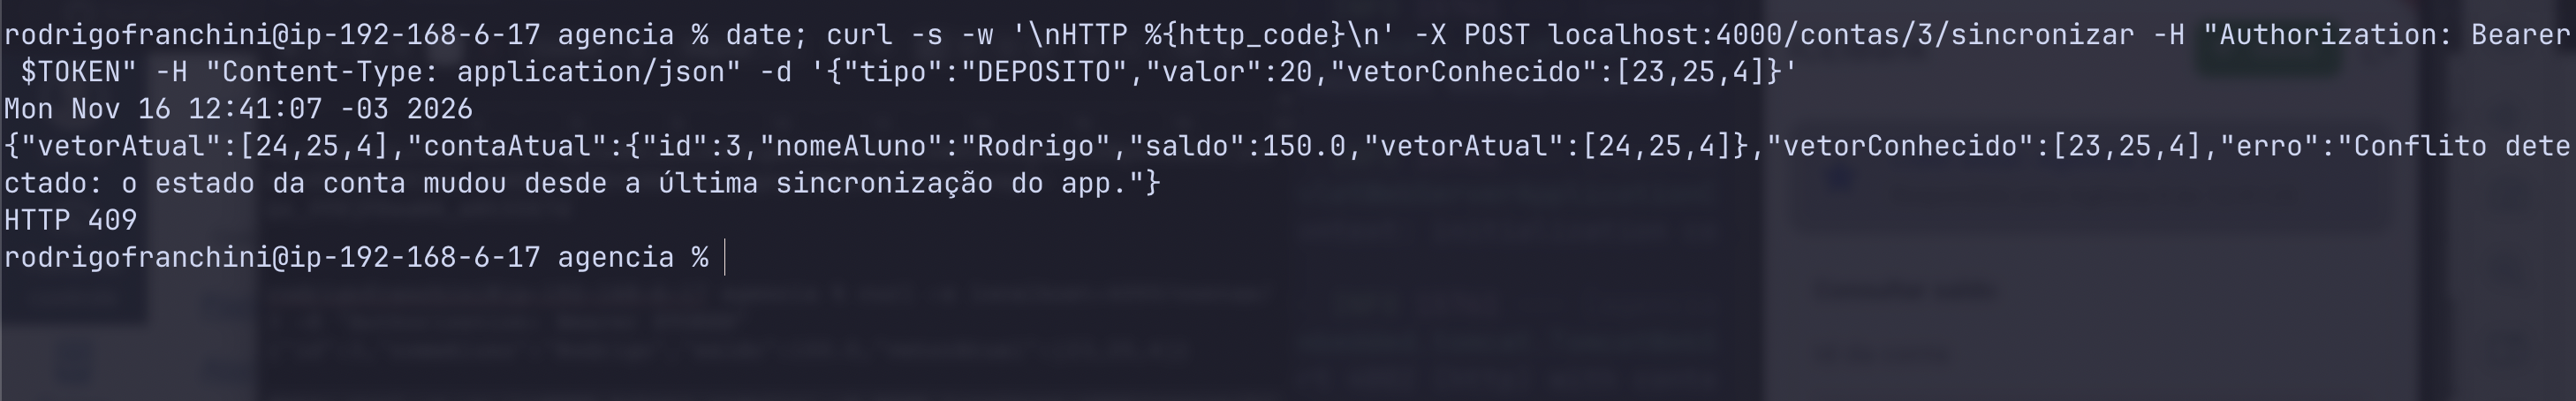 rodrigofranchini@ip-192-168-6-17 agencia % date; curl -s -w '\nHTTP %{http_code}\n' -X POST localhost:4000/contas/3/sincronizar -H "Authorization: Bearer
 $TOKEN" -H "Content-Type: application/json" -d '{"tipo":"DEPOSITO","valor":20,"vetorConhecido":[23,25,4]}'
Mon Nov 16 12:41:07 -03 2026
{"vetorAtual":[24,25,4],"contaAtual":{"id":3,"nomeAluno":"Rodrigo","saldo":150.0,"vetorAtual":[24,25,4]},"vetorConhecido":[23,25,4],"erro":"Conflito dete
ctado: o estado da conta mudou desde a última sincronização do app."}
HTTP 409
rodrigofranchini@ip-192-168-6-17 agencia %